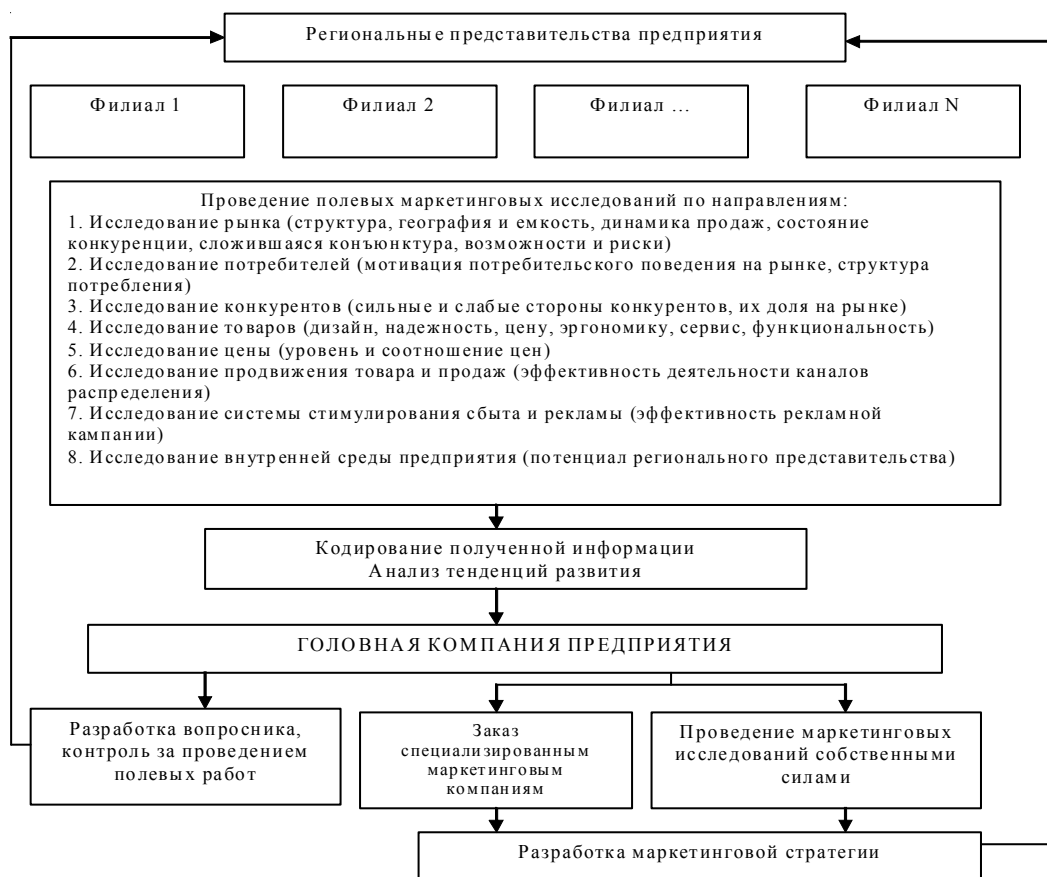 Региональные представительства предприятия
Филиал 1
Филиал 2
Филиал ...
Филиал N
Проведение полевых маркетинговых исследований по направлениям:
1. Исследование рынка (структура, география и емкость, динамика продаж, состояние
конкуренции, сложившаяся конъюнктура, возможности и риски)
2. Исследование потребителей (мотивация потребительского поведения на рынке, структура
потребления)
3. Исследование конкурентов (сильные и слабые стороны конкурентов, их доля на рынке)
4. Исследование товаров (дизайн, надежность, цену, эргономику, сервис, функциональность)
5. Исследование цены (уровень и соотношение цен)
6. Исследование продвижения товара и продаж (эффективность деятельности каналов
распределения)
7. Исследование системы стимулирования сбыта и рекламы (эффективность рекламной
кампании)
8. Исследование внутренней среды предприятия (потенциал регионального представительства)
Кодирование полученной информации
Анализ тенденций развития
ГОЛОВНАЯ КОМПАНИЯ ПРЕДПРИЯТИЯ
Разработка вопросника,
контроль за проведением
полевых работ
Заказ
специализированным
маркетинговым
компаниям
Проведение маркетинговых
исследований собственными
силами
Разработка маркетинговой стратегии